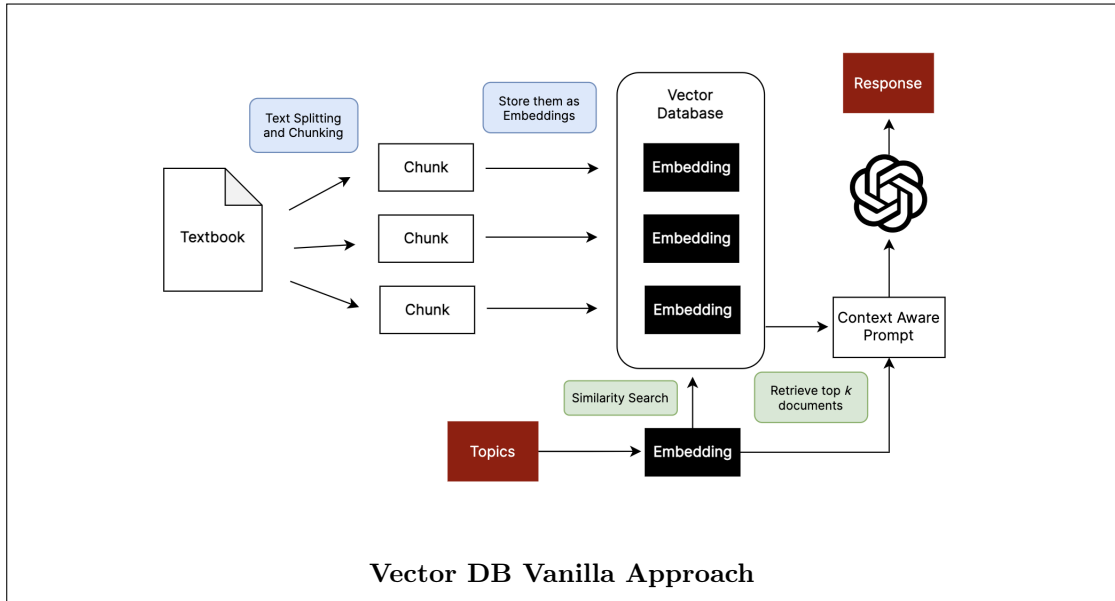 Response
Vector
Database
Store them as
Embeddings
Text Splitting
and Chunking
Chunk
Embedding
Textbook
Chunk
Embedding
Chunk
Embedding
Context Aware
Prompt
Similarity Search
Retrieve top k
documents
Topics
Embedding
Vector DB Vanilla Approach